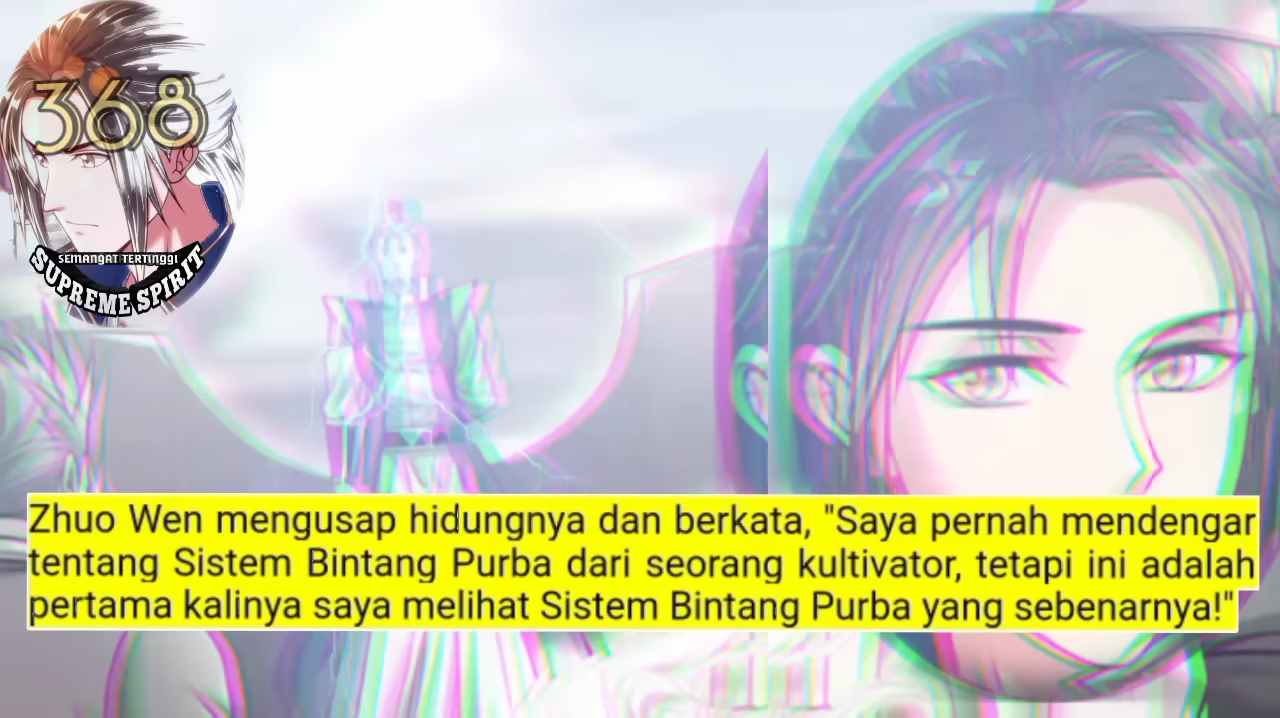 368
SEMANGAT TERTINGGI
SUPREME SPIRIT
Zhuo Wen mengusap hidungnya dan berkata, "Saya pernah mendengar
tentang Sistem Bintang Purba dari seorang kultivator, tetapi ini adalah
pertama kalinya saya melihat Sistem Bintang Purba yang sebenarnya!"